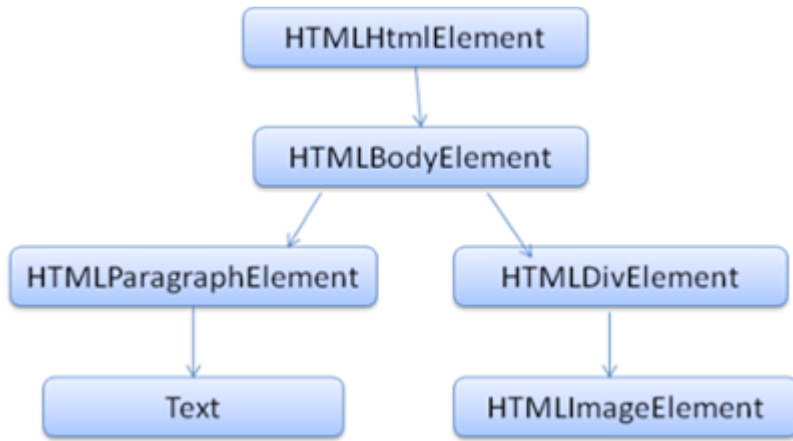 HTMLHtmlElement
HTMLBodyElement
HTMLParagraphElement
HTMLDivElement
Text
HTMLImageElement